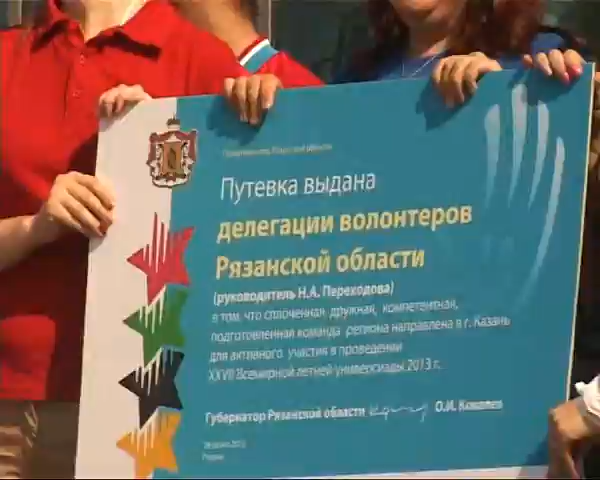 Путевка выдана
делегации волонтеров
Рязанской области
(руководитель Н.А. Переходова)
в том, что сплоченная, дружная, компетентная,
подготовленная команда региона направлена в г. Казань
для активного участия в проведении
XXVII Всемирной летней универсиады 2013 г.
Губернатор Рязанской области О.И. Ковалев